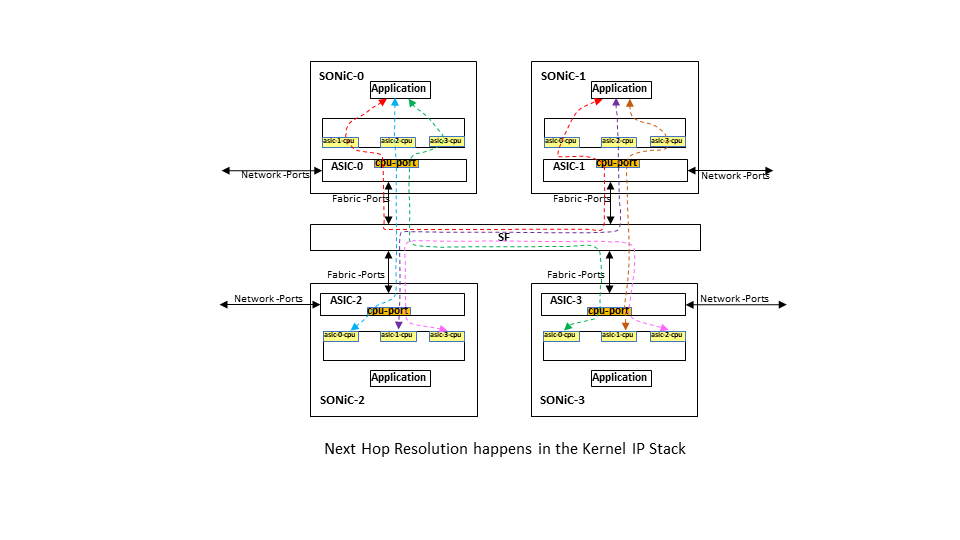 SONiC-0
SONiC-1
Application
Application
asic-1-cpu
asic-2-cpu
asic-3-cpu
asic-0-cpu
asic-2-cpu
asic-3-cpu
ASIC-0
cpu-port
ASIC-1
cpu-port
Network -Ports
Network -Ports
Fabric -Ports
Fabric -Ports
SF
Fabric -Ports
Fabric -Ports
Network -Ports
ASIC-2
cpu-port
ASIC-3
cpu-port
Network -Ports
asic-0-cpu
asic-1-cpu
asic-3-cpu
asic-0-cpu
asic-1-cpu
asic-2-cpu
Application
Application
SONiC-2
SONiC-3
Next Hop Resolution happens in the Kernel IP Stack